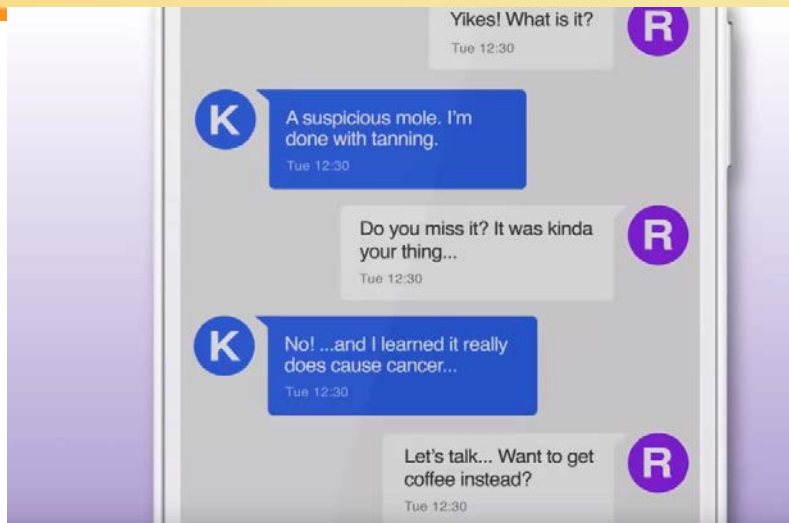 Yikes! What is it?
Tue 12:30
R
K
A suspicious mole. I'm
done with tanning.
Tue 12:30
Do you miss it? It was kinda
your thing...
Tue 12:30
R
K
No! ...and I learned it really
does cause cancer...
Tue 12:30
Let's talk... Want to get
coffee instead?
Tue 12:30
R